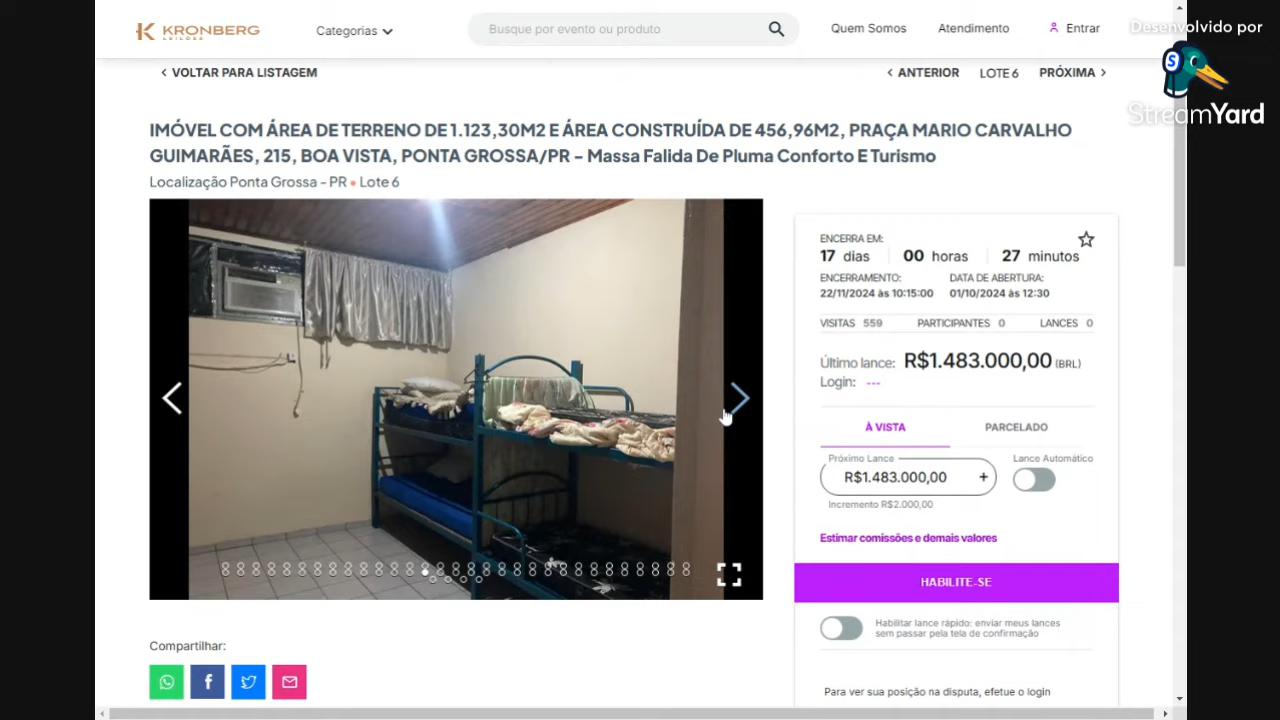 KRONBERG
LEILÕES
Categorias
Busque por evento ou produto
Quem Somos
Atendimento
Entrar
Desenvolvido por
S
StreamYard
VOLTAR PARA LISTAGEM
ANTERIOR
LOTE 6
PRÓXIMA
IMÓVEL COM ÁREA DE TERRENO DE 1.123,30M2 E ÁREA CONSTRUÍDA DE 456,96M2, PRAÇA MARIO CARVALHO
GUIMARÃES, 215, BOA VISTA, PONTA GROSSA/PR - Massa Falida De Pluma Conforto E Turismo
Localização Ponta Grossa - PR • Lote 6
ENCERRA EM:
17 dias 00 horas 27 minutos
ENCERRAMENTO: DATA DE ABERTURA:
22/11/2024 às 10:15:00 01/10/2024 às 12:30
VISITAS 559 PARTICIPANTES 0 LANCES 0
Último lance: R$1.483.000,00 (BRL)
Login: ---
À VISTA PARCELADO
Próximo Lance Lance Automático
R$1.483.000,00 +
Incremento R$2.000,00
Estimar comissões e demais valores
HABILITE-SE
Habilitar lance rápido: enviar meus lances
sem passar pela tela de confirmação
Compartilhar:
Para ver sua posição na disputa, efetue o login